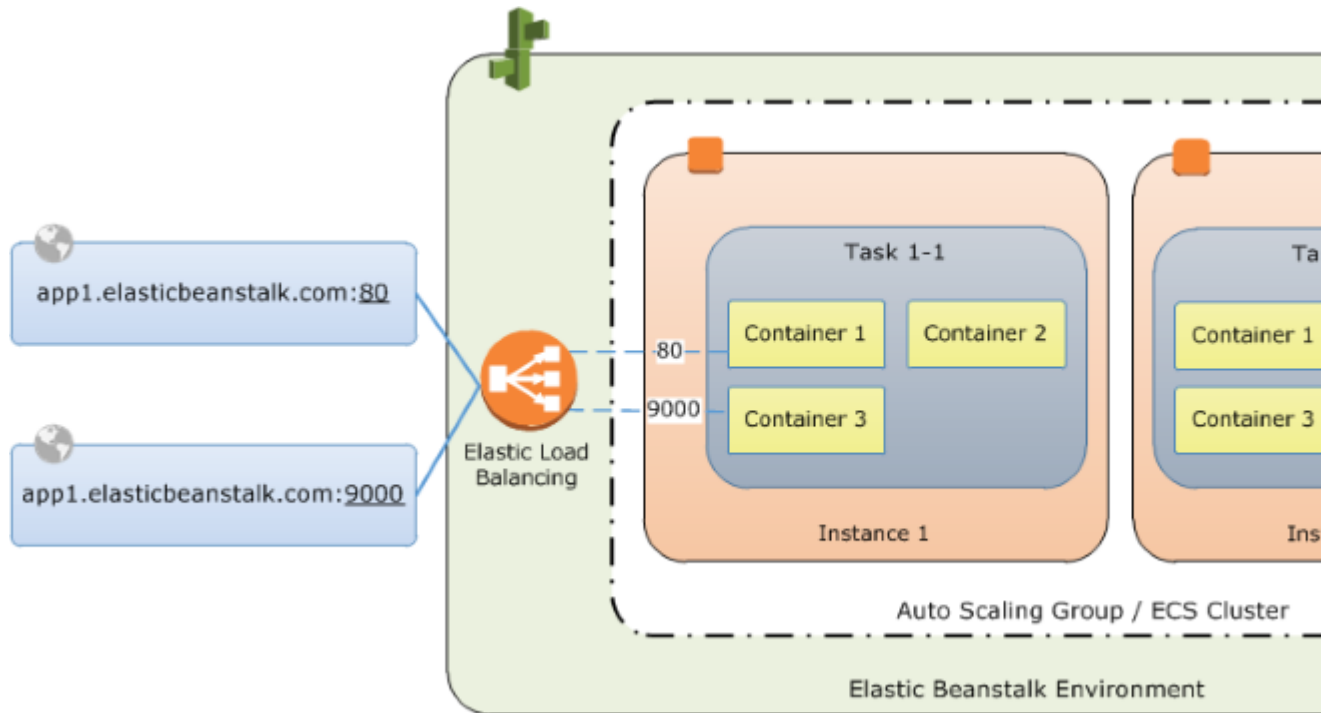 app1.elasticbeanstalk.com:80
app1.elasticbeanstalk.com:9000
Elastic Load
Balancing
80
9000
Task 1-1
Container 1
Container 2
Container 3
Instance 1
Container 1
Container 3
Auto Scaling Group / ECS Cluster
Elastic Beanstalk Environment